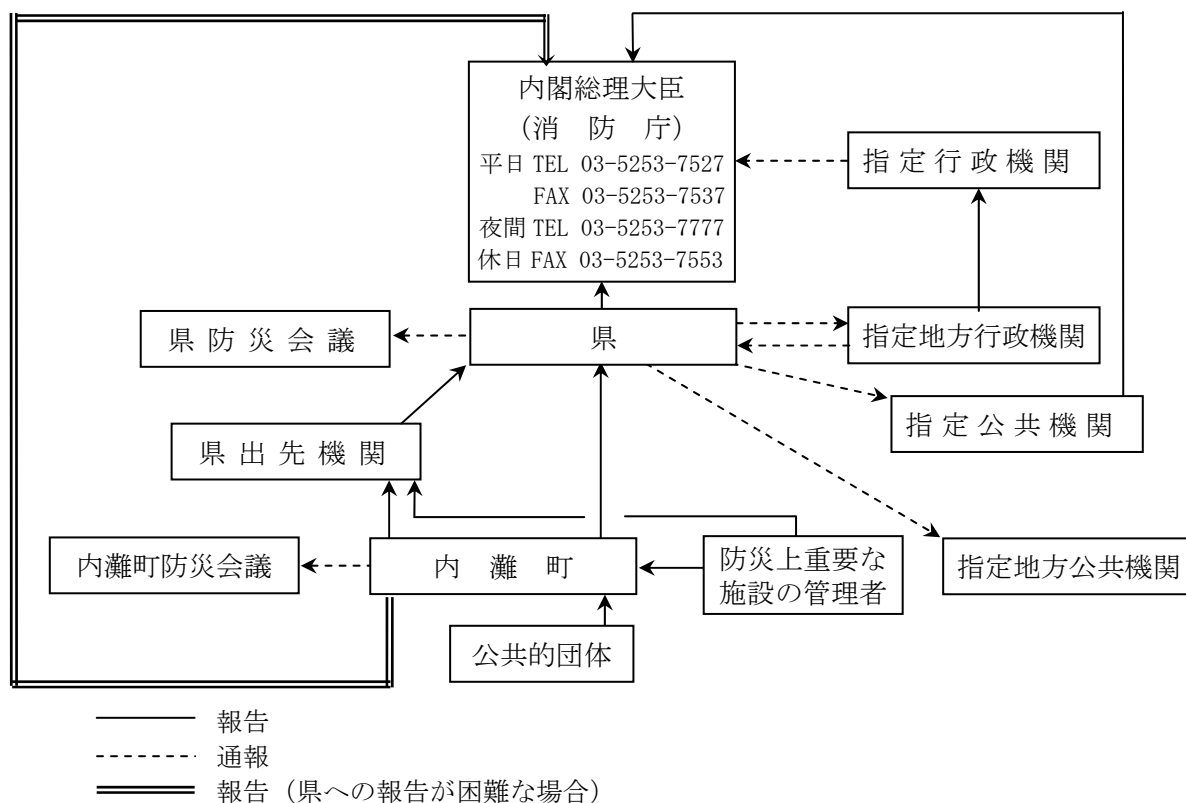 内閣総理大臣
（消　防　庁）
平日 TEL 03-5253-7527
FAX 03-5253-7537
夜間 TEL 03-5253-7777
休日 FAX 03-5253-7553
指 定 行 政 機 関
県 防 災 会 議
県
指定地方行政機関
指 定 公 共 機 関
県 出 先 機 関
内灘町防災会議
内　灘　町
防災上重要な
施設の管理者
指定地方公共機関
公共的団体
報告
通報
報告（県への報告が困難な場合）